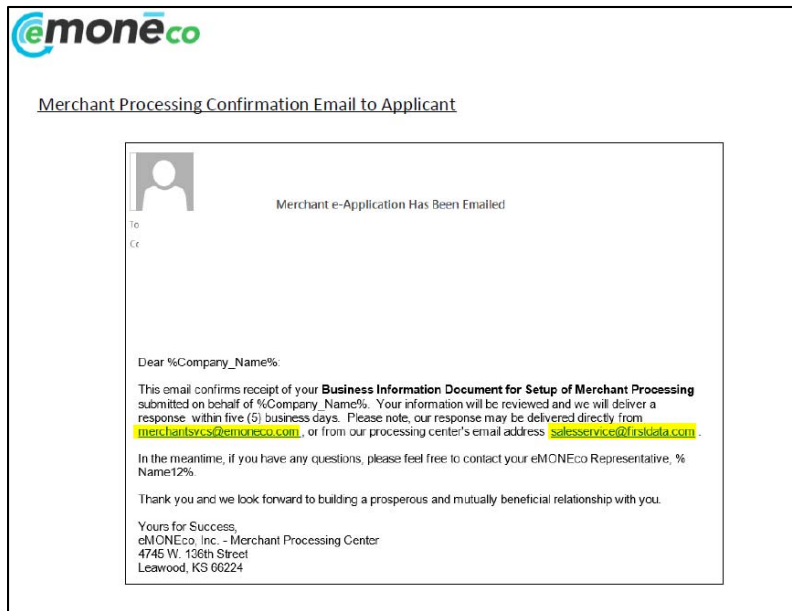 emonēco
Merchant Processing Confirmation Email to Applicant
Merchant e-Application Has Been Emailed
To
Cc
Dear %Company_Name%:
This email confirms receipt of your Business Information Document for Setup of Merchant Processing
submitted on behalf of %Company_Name%. Your information will be reviewed and we will deliver a
response within five (5) business days. Please note, our response may be delivered directly from
merchantsvcs@emoneco.com, or from our processing center's email address salesservice@firstdata.com .
In the meantime, if you have any questions, please feel free to contact your eMONEco Representative, %
Name12%.
Thank you and we look forward to building a prosperous and mutually beneficial relationship with you.
Yours for Success,
eMONEco, Inc. - Merchant Processing Center
4745 W. 136th Street
Leawood, KS 66224